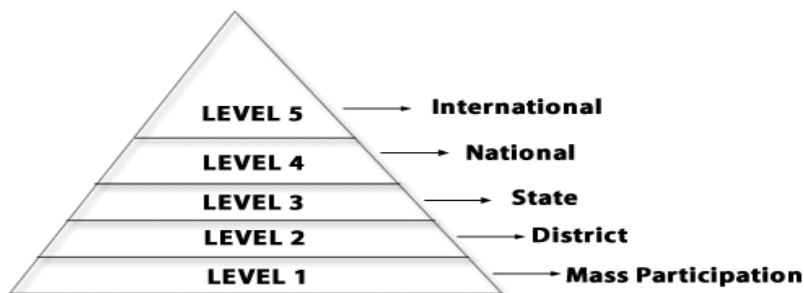 LEVEL 5 International
LEVEL 4 National
LEVEL 3 State
LEVEL 2 District
LEVEL 1 Mass Participation